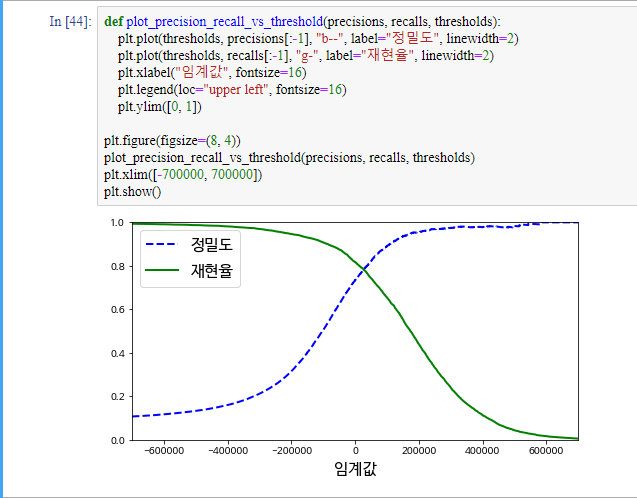 In [44]: def plot_precision_recall_vs_threshold(precisions, recalls, thresholds):
    plt.plot(thresholds, precisions[:-1], "b--", label="정밀도", linewidth=2)
    plt.plot(thresholds, recalls[:-1], "g-", label="재현율", linewidth=2)
    plt.xlabel("임계값", fontsize=16)
    plt.legend(loc="upper left", fontsize=16)
    plt.ylim([0, 1])
plt.figure(figsize=(8, 4))
plot_precision_recall_vs_threshold(precisions, recalls, thresholds)
plt.xlim([-700000, 700000])
plt.show()
1.0
정밀도
재현율
0.8
0.6
0.4
0.2
0.0
−600000 −400000 −200000 0 200000 400000 600000
임계값